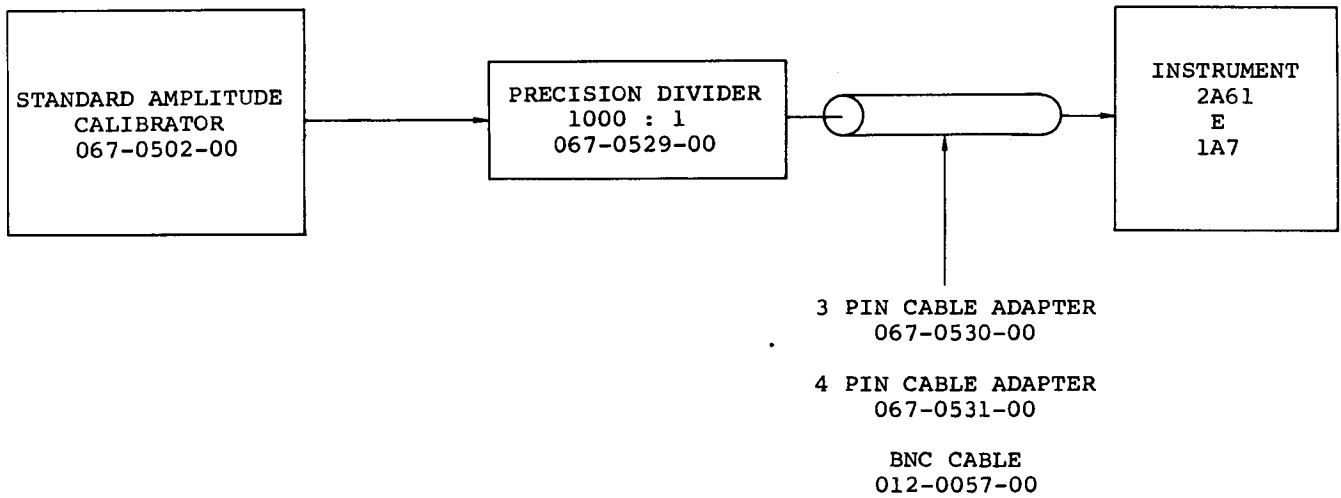 STANDARD AMPLITUDE
CALIBRATOR
067-0502-00
PRECISION DIVIDER
1000 : 1
067-0529-00
INSTRUMENT
2A61
E
1A7
3 PIN CABLE ADAPTER
067-0530-00
4 PIN CABLE ADAPTER
067-0531-00
BNC CABLE
012-0057-00